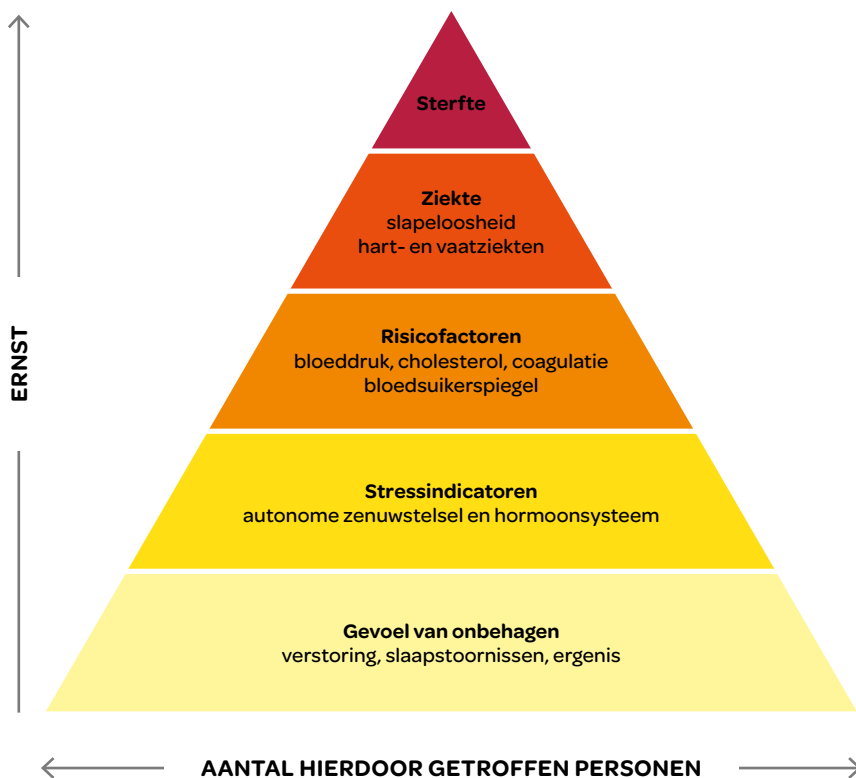 Sterfte
Ziekte
slapeloosheid
hart- en vaatziekten
Risicofactoren
bloeddruk, cholesterol, coagulatie
bloedsuikerspiegel
ERNST
Stressindicatoren
autonome zenuwstelsel en hormoonsysteem
Gevoel van onbehagen
verstoring, slaapstoornissen, ergenis
AANTAL HIERDOOR GETROFFEN PERSONEN